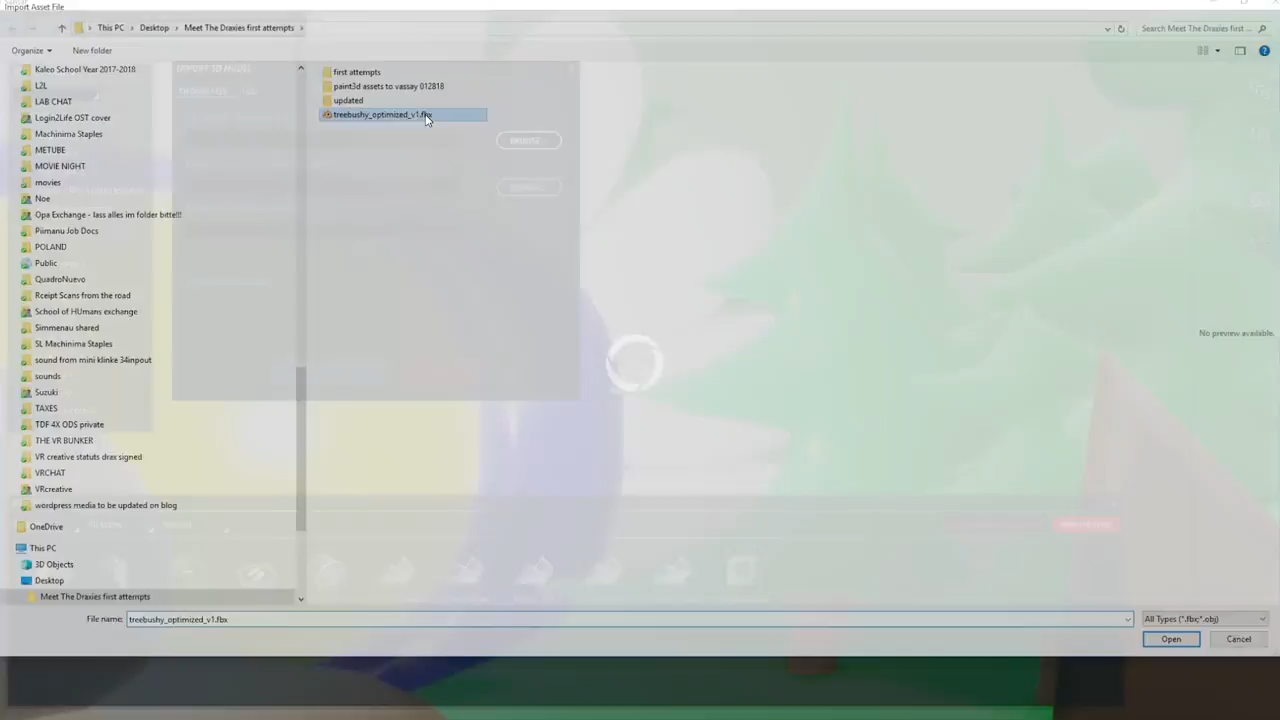 Import Asset File
This PC
Desktop
Meet The Draxies first attempts
Search Meet The Draxies first ...
Organize
New folder
Kaleo School Year 2017-2018
L2L
LAB CHAT
Login2Life OST cover
Machinima Staples
METUBE
MOVIE NIGHT
movies
Noe
Opa Exchange - lass alles im folder bitte!!!
Piimanu Job Docs
POLAND
Public
QuadroNuevo
Rceipt Scans from the road
School of HUmans exchange
Simmenau shared
SL Machinima Staples
sound from mini klinke 34inpout
sounds
Suzuki
TAXES
TDF 4X ODS private
THE VR BUNKER
VR creative statuts drax signed
VRCHAT
VRcreative
wordpress media to be updated on blog
OneDrive
This PC
3D Objects
Desktop
Meet The Draxies first attempts
first attempts
paint3d assets to vassay 012818
updated
treebushy_optimized_v1.fbx
No preview available.
File name:
treebushy_optimized_v1.fbx
All Types (*.fbx;*.obj)
Open
Cancel